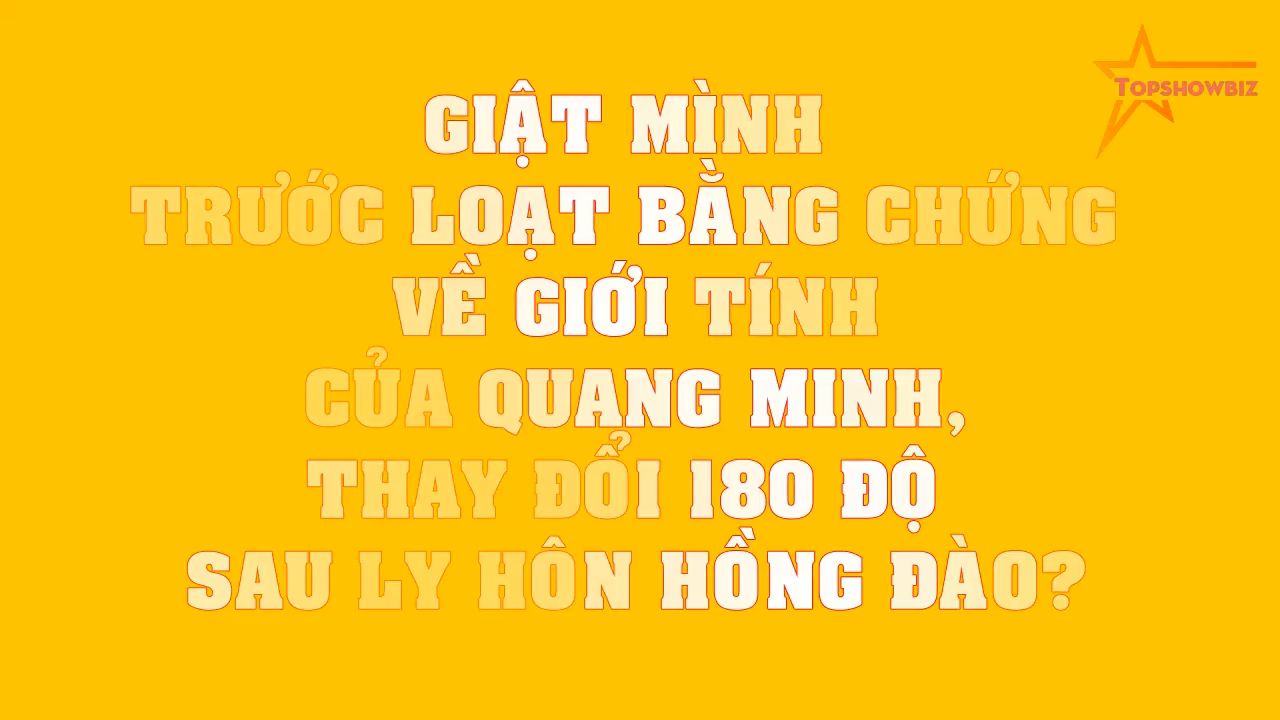 TOPSHOWBIZ
GIẬT MÌNH
TRƯỚC LOẠT BẰNG CHỨNG
VỀ GIỚI TÍNH
CỦA QUANG MINH,
THAY ĐỔI 180 ĐỘ
SAU LY HÔN HỒNG ĐÀO?